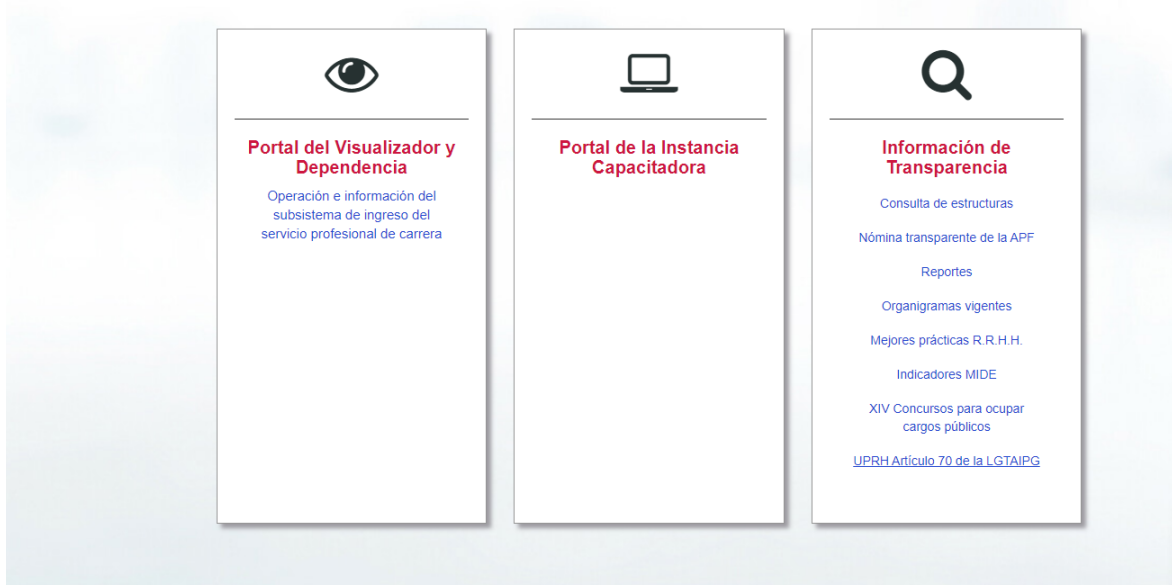 Portal del Visualizador y
Dependencia
Operación e información del
subsistema de ingreso del
servicio profesional de carrera
Portal de la Instancia
Capacitadora
Información de
Transparencia
Consulta de estructuras
Nómina transparente de la APF
Reportes
Organigramas vigentes
Mejores prácticas R.R.H.H.
Indicadores MIDE
XIV Concursos para ocupar
cargos públicos
UPRH Artículo 70 de la LGTAIPG